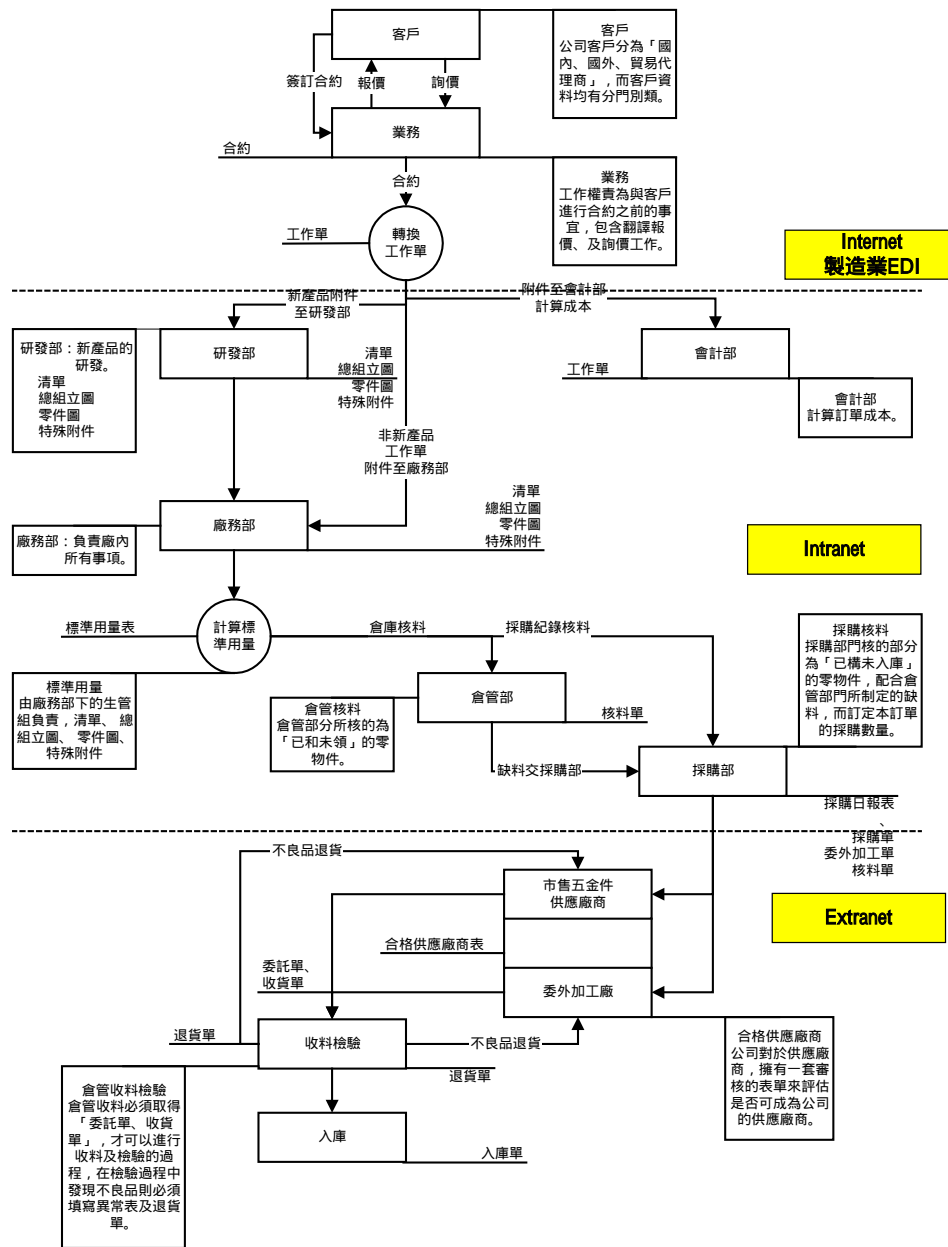 客戶
客戶
公司客戶分為「國
內、國外、貿易代
理商」，而客戶資
料均有分門別類。
簽訂合約
報價
詢價
業務
合約
合約
業務
工作權責為與客戶
進行合約之前的事
宜，包含翻譯報
價、及詢價工作。
工作單
轉換
工作單
Internet
製造業EDI
新產品附件
至研發部
附件至會計部
計算成本
研發部：新產品的
研發。
清單
總組立圖
零件圖
特殊附件
研發部
清單
總組立圖
零件圖
特殊附件
工作單
會計部
會計部
計算訂單成本。
非新產品
工作單
附件至廠務部
廠務部
清單
總組立圖
零件圖
特殊附件
廠務部：負責廠內
所有事項。
Intranet
標準用量表
計算標
準用量
倉庫核料
採購紀錄核料
採購核料
採購部門核的部分
為「已構未入庫」
的零物件，配合倉
管部門所制定的缺
料，而訂定本訂單
的採購數量。
標準用量
由廠務部下的生管
組負責，清單、總
組立圖、零件圖、
特殊附件
倉管部
倉管核料
倉管部分所核的為
「已和未領」的零
物件。
核料單
缺料交採購部
採購部
採購日報表
、
採購單
委外加工單
核料單
不良品退貨
市售五金件
供應廠商
Extranet
合格供應廠商表
委託單、
收貨單
委外加工廠
退貨單
收料檢驗
不良品退貨
退貨單
合格供應廠商
公司對於供應廠
商，擁有一套審
核的表單來評估
是否可成為公司
的供應廠商。
倉管收料檢驗
倉管收料必須取得
「委託單、收貨
單」，才可以進行
收料及檢驗的過
程，在檢驗過程中
發現不良品則必須
填寫異常表及退貨
單。
入庫
入庫單